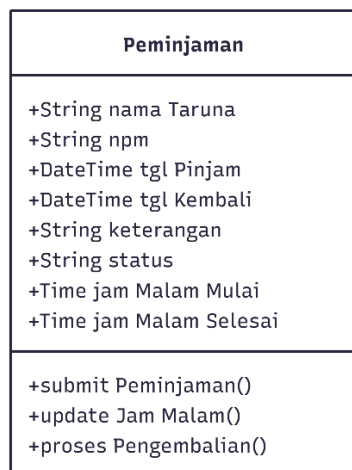 Peminjaman
+String nama Taruna
+String npm
+DateTime tgl Pinjam
+DateTime tgl Kembali
+String keterangan
+String status
+Time jam Malam Mulai
+Time jam Malam Selesai
+submit Peminjaman()
+update Jam Malam()
+proses Pengembalian()